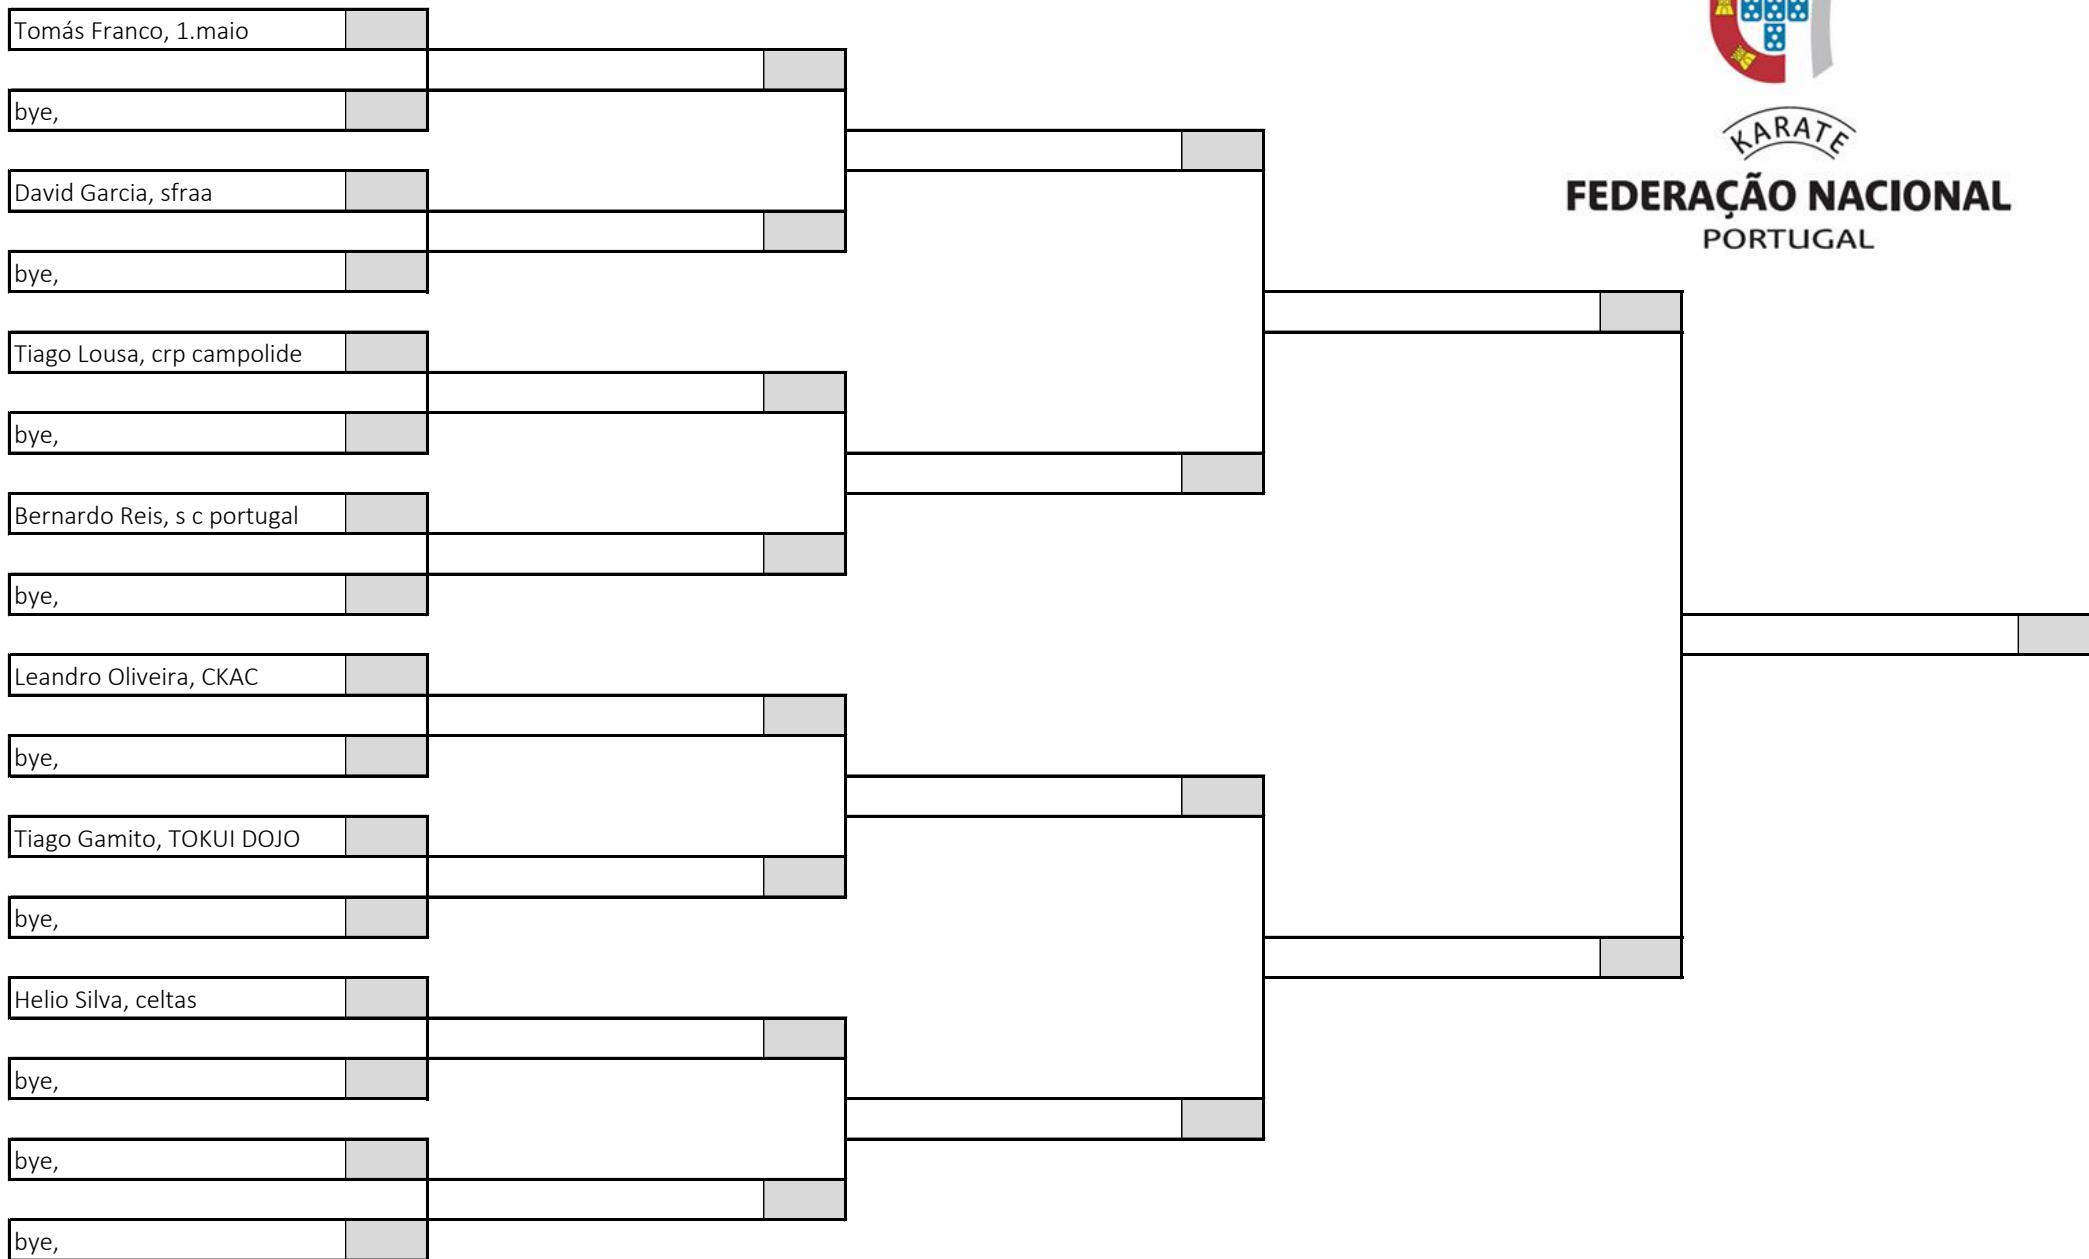 Tomás Franco, 1.maio
bye,
KARATE
David Garcia, sfraa
FEDERAÇÃO NACIONAL
PORTUGAL
bye,
Tiago Lousa, crp campolide
bye,
Bernardo Reis, s c portugal
bye,
Leandro Oliveira, CKAC
bye,
Tiago Gamito, TOKUI DOJO
bye,
Helio Silva, celtas
bye,
bye,
bye,